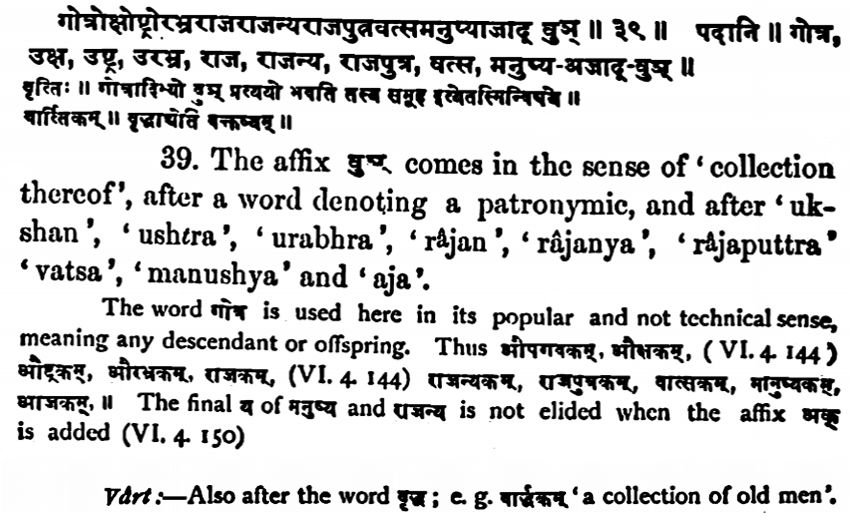 गोत्रोक्षोष्ट्रोरभ्रराजराजन्यराजपुत्रवत्समनुष्याजाद् वुञ् ॥ ३९ ॥ पदानि ॥ गोत्र,
उक्ष, उष्ट्र, उरभ्र, राज, राजन्य, राजपुत्र, वत्स, मनुष्य-अजाद्-वुञ् ॥
वृत्तिः ॥ गोत्रादिभ्यो वुञ् प्रत्ययो भवति तस्य समूह इत्येतस्मिन्विषये ॥
वार्त्तिकम् ॥ वृद्धाच्चेति वक्तव्यम् ॥
39. The affix वुञ् comes in the sense of ‘collection
thereof’, after a word denoting a patronymic, and after ‘uk-
shan’, ‘ushtra’, ‘urabhra’, ‘râjan’, ‘râjanya’, ‘râjaputtra’
‘vatsa’, ‘manushya’ and ‘aja’.
The word गोत्र is used here in its popular and not technical sense,
meaning any descendant or offspring. Thus औपगवकम्, औक्षकम्, ( VI. 4. 144 )
औष्ट्रकम्, औरभ्रकम्, राजकम्, (VI. 4. 144) राजन्यकम्, राजपुत्रकम्, वात्सकम्, मानुष्यकम्,
आजकम्, ॥ The final य of मनुष्य and राजन्य is not elided when the affix अक
is added (VI. 4. 150)
Vârt :—Also after the word वृद्ध ; e. g. वार्द्धकम् ‘a collection of old men’.